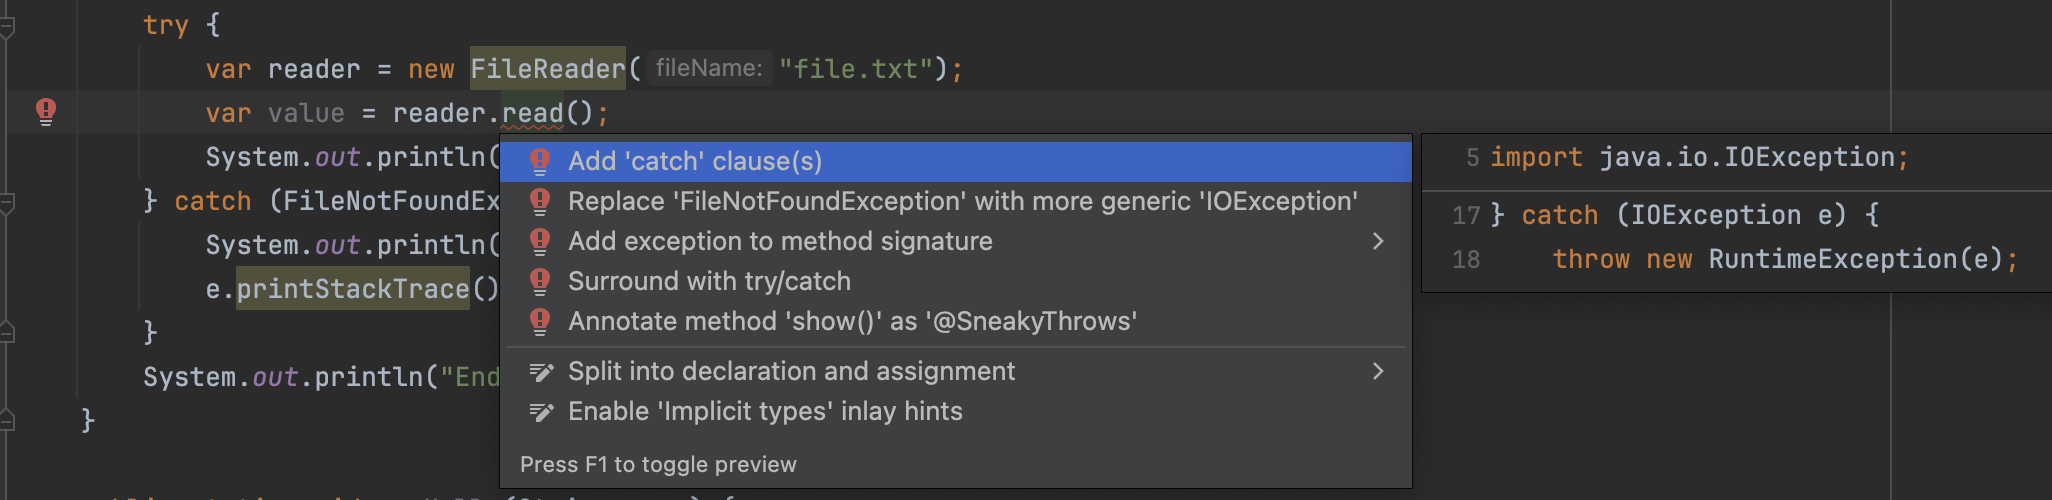 try {
var reader = new FileReader( fileName: "file.txt");
var value = reader.read();
System.out.println(
} catch (FileNotFoundEx
System.out.println(
e.printStackTrace()
}
System.out.println("End
}
Add 'catch' clause(s)
Replace 'FileNotFoundException' with more generic 'IOException'
Add exception to method signature
Surround with try/catch
Annotate method 'show()' as '@SneakyThrows'
Split into declaration and assignment
Enable 'Implicit types' inlay hints
Press F1 to toggle preview
5 import java.io.IOException;
17 } catch (IOException e) {
18 throw new RuntimeException(e);